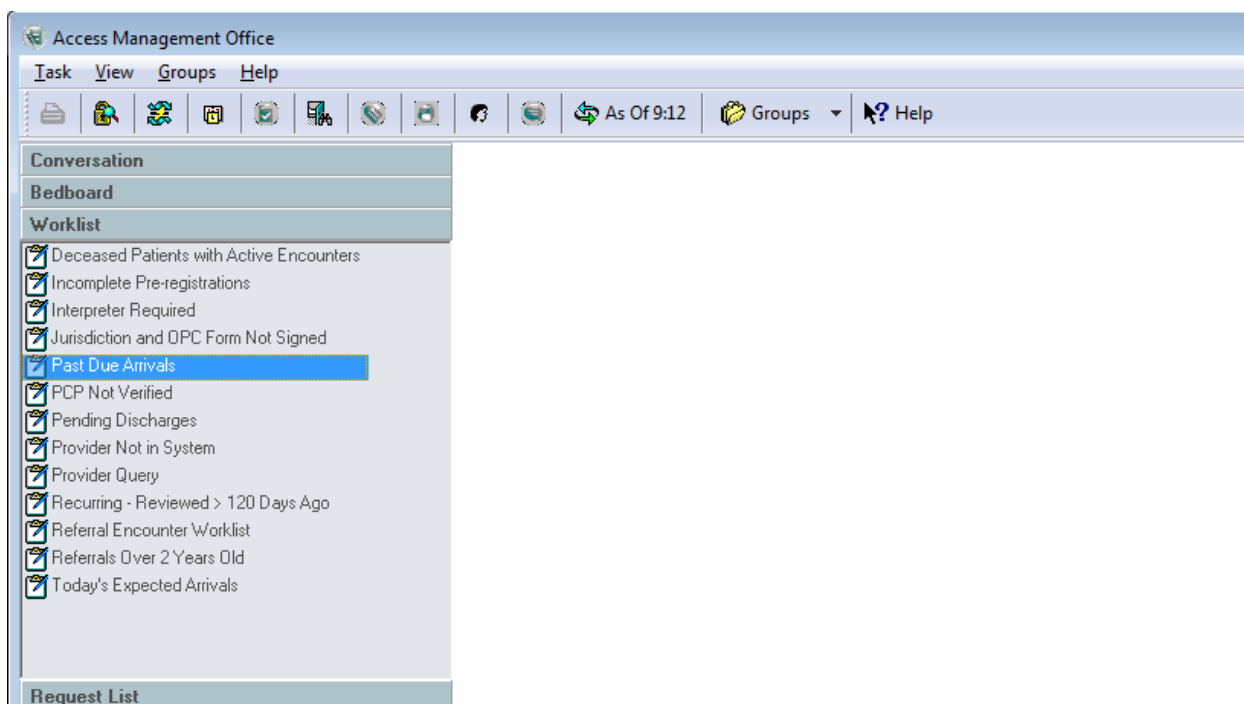 Access Management Office
Task View Groups Help
As Of 9:12 Groups Help
Conversation
Bedboard
Worklist
Deceased Patients with Active Encounters
Incomplete Pre-registrations
Interpreter Required
Jurisdiction and OPC Form Not Signed
Past Due Arrivals
PCP Not Verified
Pending Discharges
Provider Not in System
Provider Query
Recurring - Reviewed > 120 Days Ago
Referral Encounter Worklist
Referrals Over 2 Years Old
Today's Expected Arrivals
Request List